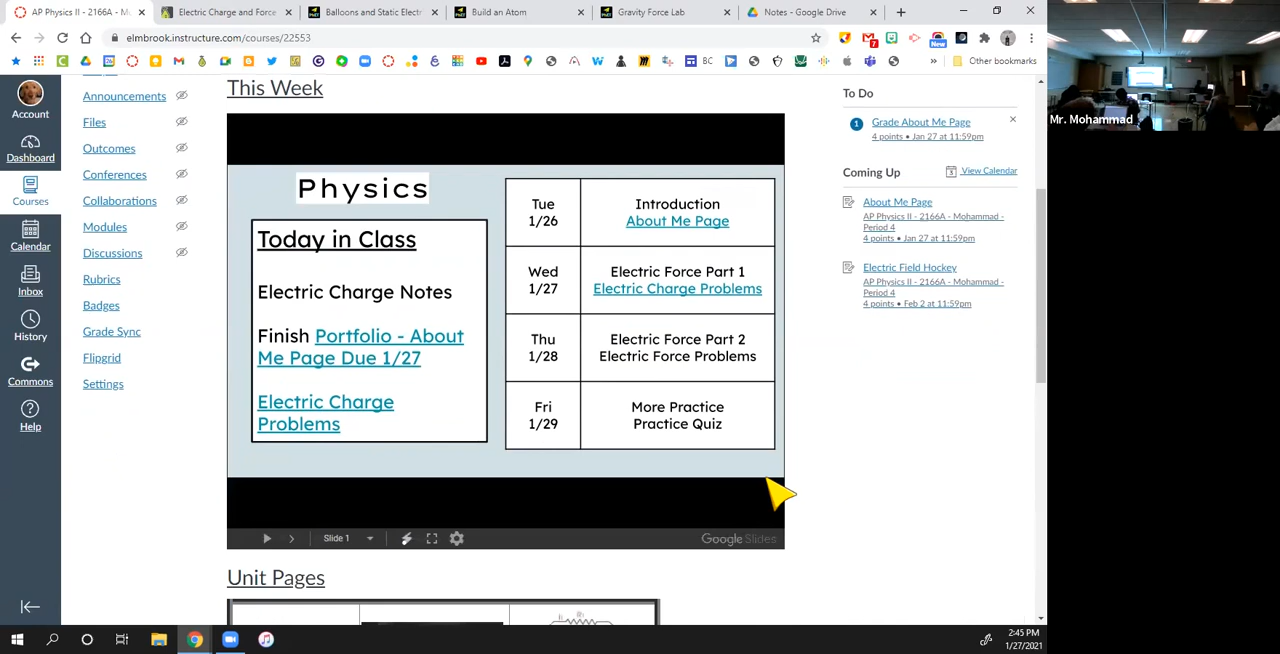 AP Physics II - 2166A - M
Electric Charge and Force
Balloons and Static Electr
Build an Atom
Gravity Force Lab
Notes - Google Drive
elmbrook.instructure.com/courses/22553
7
New
BC
Other bookmarks
Account
Dashboard
Courses
Calendar
Inbox
History
Commons
Help
Announcements
Files
Outcomes
Conferences
Collaborations
Modules
Discussions
Rubrics
Badges
Grade Sync
Flipgrid
Settings
This Week
Physics
Today in Class
Electric Charge Notes
Finish Portfolio - About
Me Page Due 1/27
Electric Charge
Problems
Tue
1/26
Introduction
About Me Page
Wed
1/27
Electric Force Part 1
Electric Charge Problems
Thu
1/28
Electric Force Part 2
Electric Force Problems
Fri
1/29
More Practice
Practice Quiz
Slide 1
Google Slides
Unit Pages
To Do
1
Grade About Me Page
4 points • Jan 27 at 11:59pm
Coming Up
View Calendar
About Me Page
AP Physics II - 2166A - Mohammad -
Period 4
4 points • Jan 27 at 11:59pm
Electric Field Hockey
AP Physics II - 2166A - Mohammad -
Period 4
4 points • Feb 2 at 11:59pm
Mr. Mohammad
2:45 PM
1/27/2021